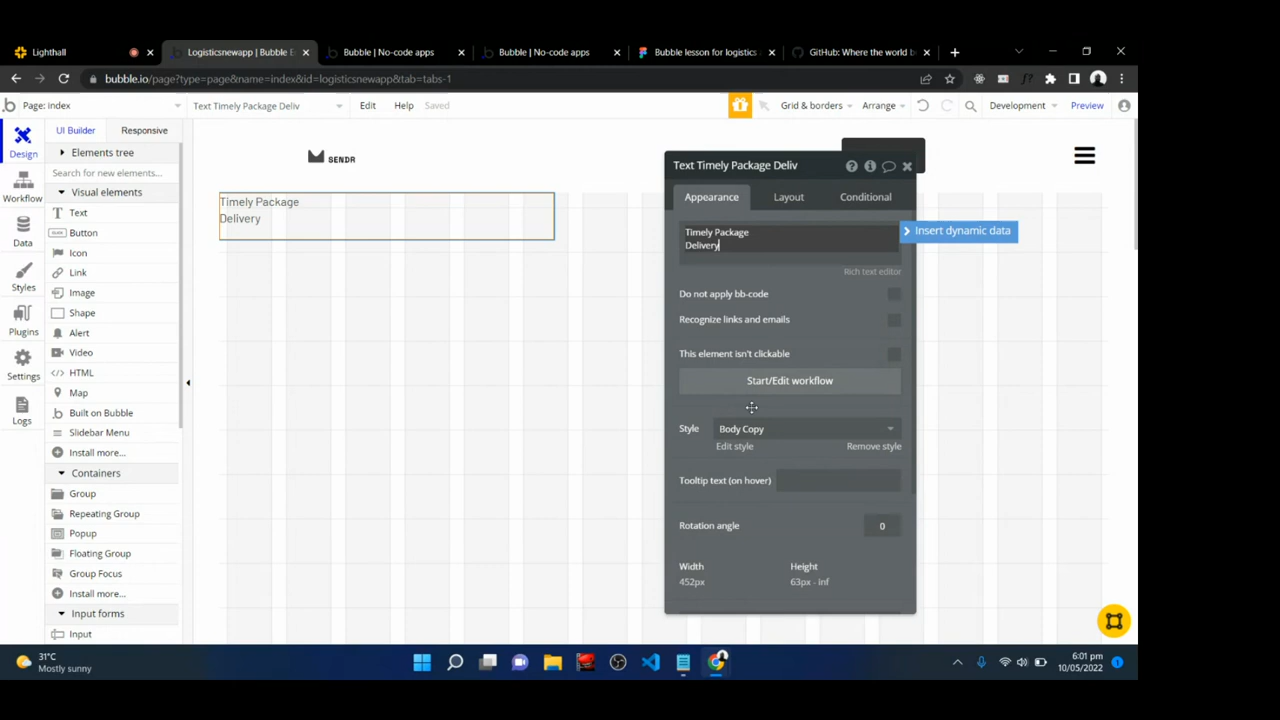 Lighthall
Logisticsnewapp | Bubble E
Bubble | No-code apps
Bubble | No-code apps
Bubble lesson for logistics
GitHub: Where the world b
bubble.io/page?type=page&name=index&id=logisticsnewapp&tab=tabs-1
Page: index
Text Timely Package Deliv
Edit
Help
Saved
Grid & borders
Arrange
Development
Preview
Design
Workflow
Data
Styles
Plugins
Settings
Logs
UI Builder
Responsive
Elements tree
Search for new elements...
Visual elements
Text
CLICK
Button
Icon
Link
Image
Shape
Alert
Video
</> HTML
Map
Built on Bubble
Slidebar Menu
Install more...
Containers
Group
Repeating Group
Popup
Floating Group
Group Focus
Install more...
Input forms
Input
SENDR
Timely Package
Delivery
Text Timely Package Deliv
Appearance
Layout
Conditional
Timely Package
Delivery
Insert dynamic data
Rich text editor
Do not apply bb-code
Recognize links and emails
This element isn't clickable
Start/Edit workflow
Style
Body Copy
Edit style
Remove style
Tooltip text (on hover)
Rotation angle
0
Width
Height
452px
63px - inf
31°C
Mostly sunny
6:01 pm
10/05/2022
1